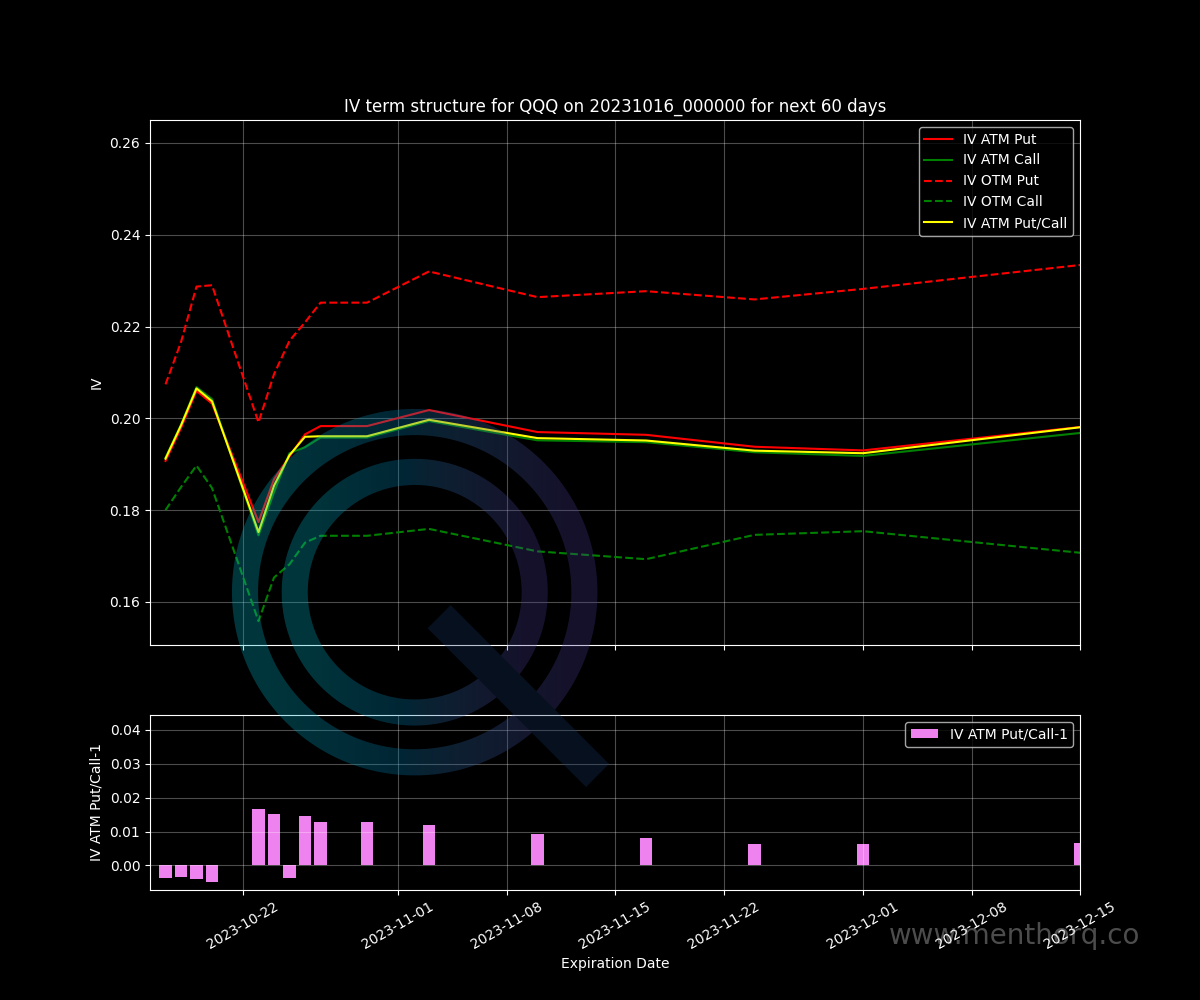 IV term structure for QQQ on 20231016_000000 for next 60 days
IV ATM Put
IV ATM Call
IV OTM Put
IV OTM Call
IV ATM Put/Call
0.26
0.24
0.22
0.20
0.18
0.16
IV
IV ATM Put/Call-1
0.04
0.03
0.02
0.01
0.00
IV ATM Put/Call-1
2023-10-22
2023-11-01
2023-11-08
2023-11-15
2023-11-22
2023-12-01
2023-12-08
2023-12-15
www.menthorq.co
Expiration Date